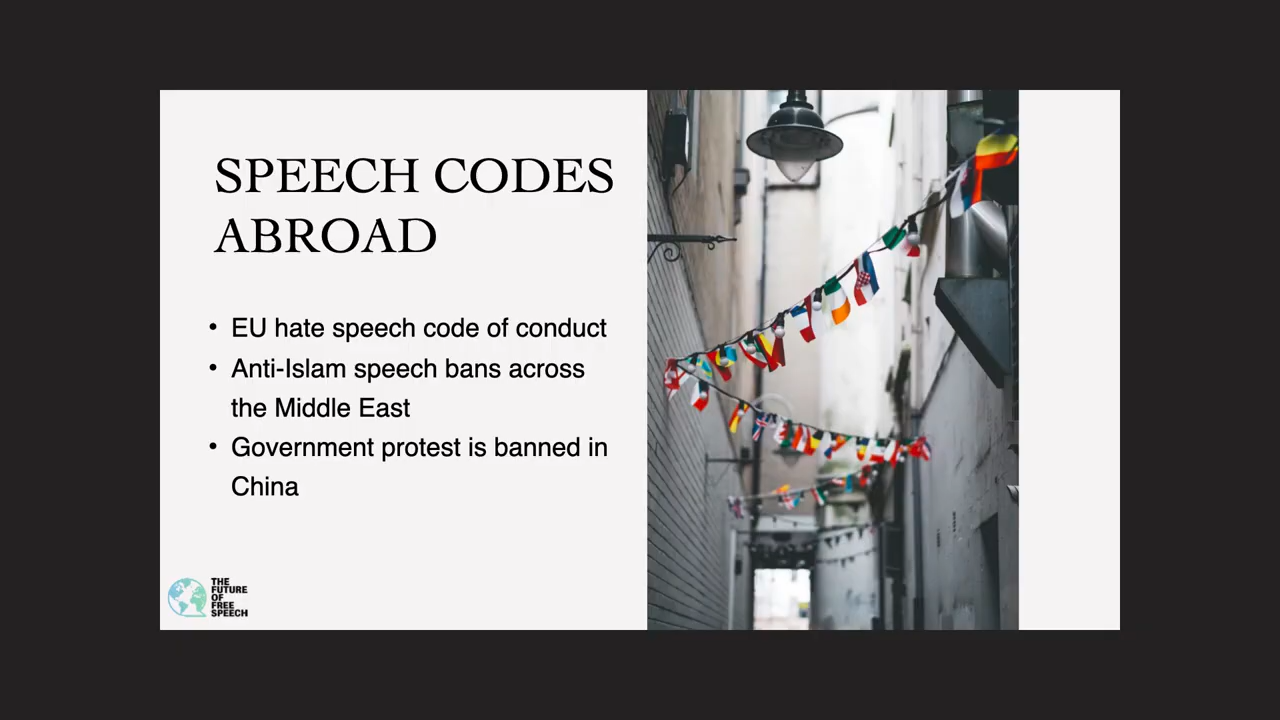 SPEECH CODES
ABROAD
• EU hate speech code of conduct
• Anti-Islam speech bans across
the Middle East
• Government protest is banned in
China
THE
FUTURE
OF
FREE
SPEECH